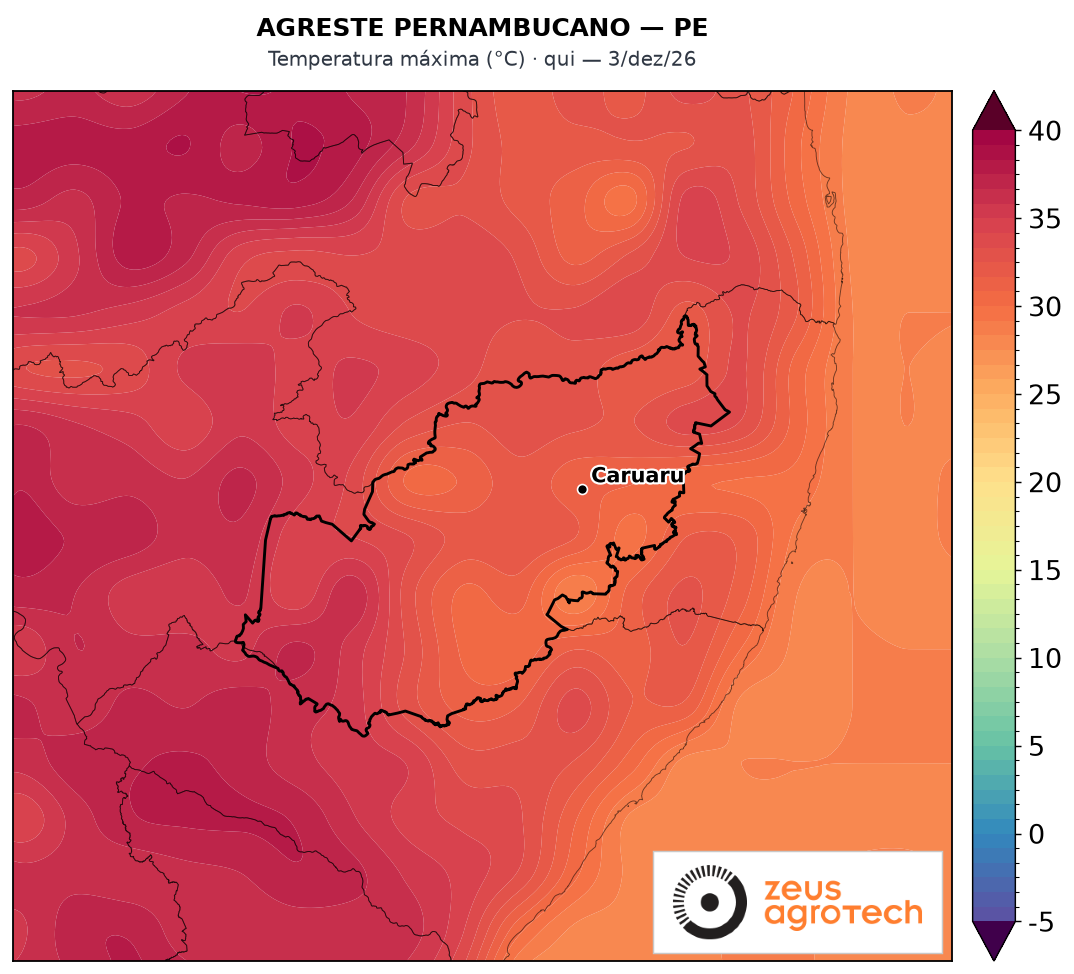 AGRESTE PERNAMBUCANO — PE
Temperatura máxima (°C) · qui — 3/dez/26
40
35
30
25
20
15
10
5
0
-5
Caruaru
zeus
agrotech